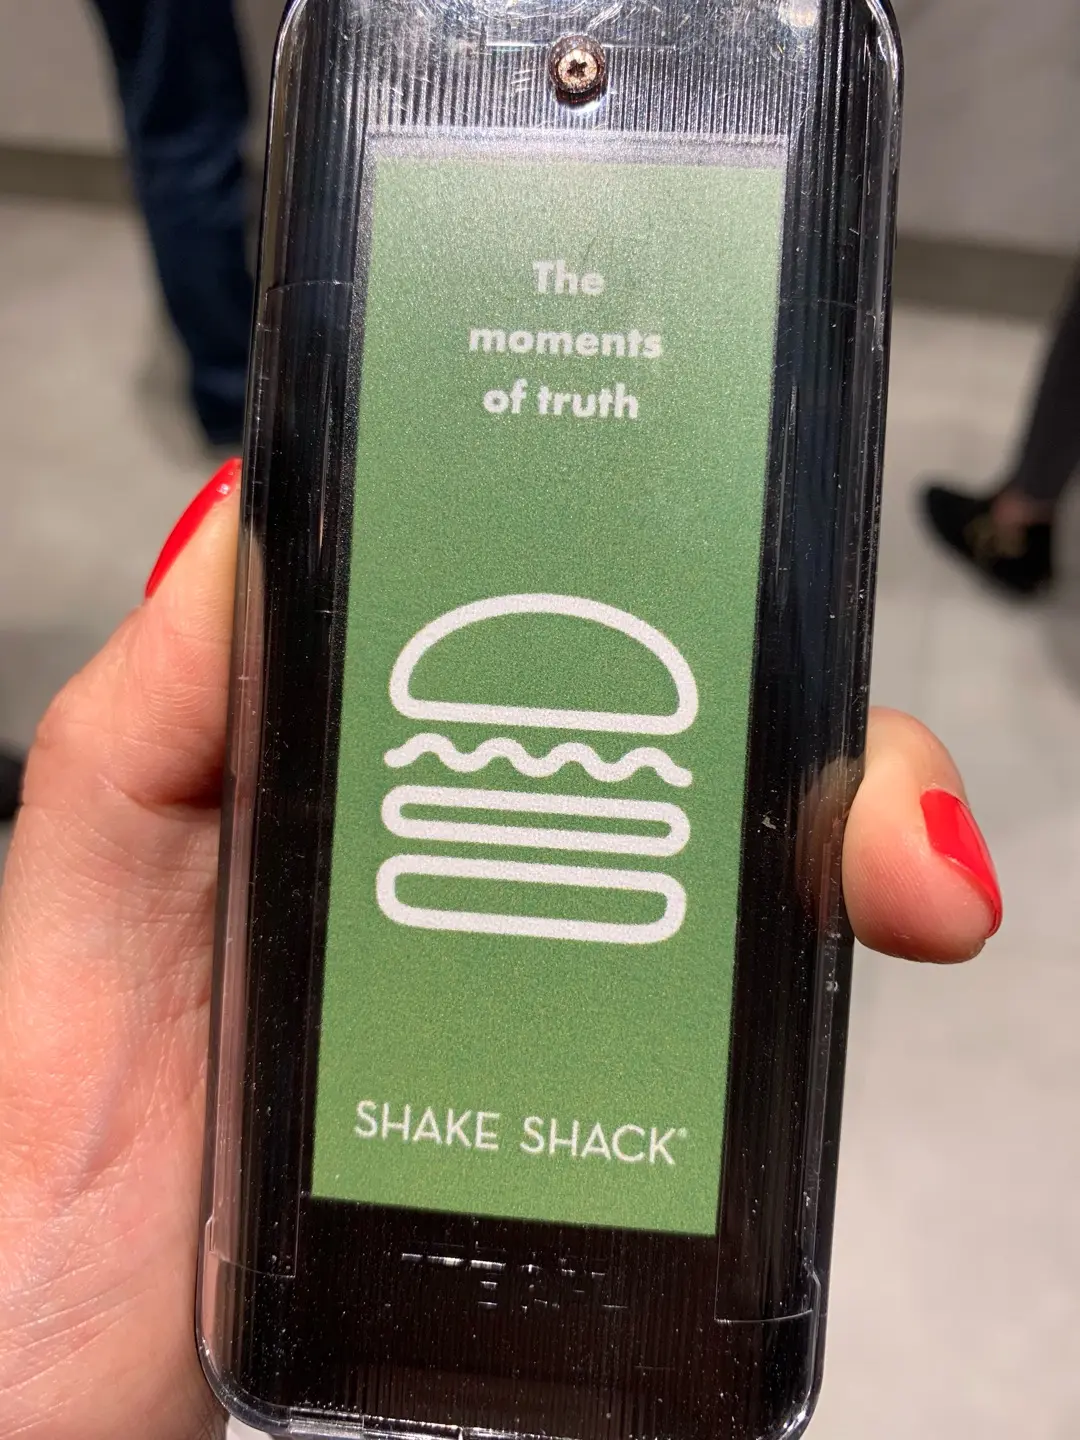 The
moments
of truth
SHAKE SHACK